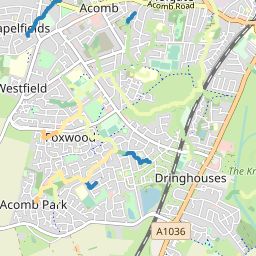 Acomb
Acomb Road
apelfields
Westfield
Foxwood
The Kn
Dringhouses
Acomb Park
A1036